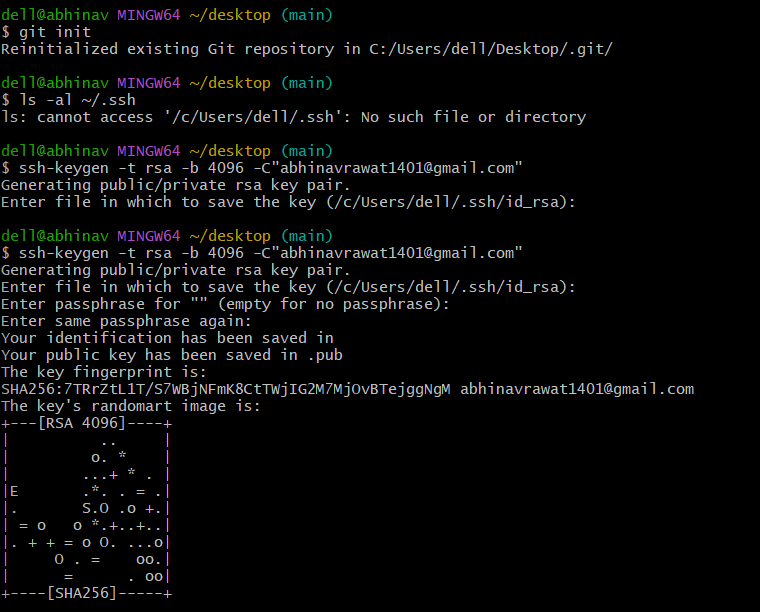 dell@abhinav MINGW64 ~/desktop (main)
$ git init
Reinitialized existing Git repository in C:/Users/dell/Desktop/.git/
dell@abhinav MINGW64 ~/desktop (main)
$ ls -al ~/.ssh
ls: cannot access '/c/Users/dell/.ssh': No such file or directory
dell@abhinav MINGW64 ~/desktop (main)
$ ssh-keygen -t rsa -b 4096 -C"abhinavrawat1401@gmail.com"
Generating public/private rsa key pair.
Enter file in which to save the key (/c/Users/dell/.ssh/id_rsa):
dell@abhinav MINGW64 ~/desktop (main)
$ ssh-keygen -t rsa -b 4096 -C"abhinavrawat1401@gmail.com"
Generating public/private rsa key pair.
Enter file in which to save the key (/c/Users/dell/.ssh/id_rsa):
Enter passphrase for "" (empty for no passphrase):
Enter same passphrase again:
Your identification has been saved in
Your public key has been saved in .pub
The key fingerprint is:
SHA256:7TRrZtL1T/S7WBjNFmK8CtTWjIG2M7MjOvBTejggNgM abhinavrawat1401@gmail.com
The key's randomart image is:
+---[RSA 4096]----+
|          ..     |
|         o. *    |
|        ...+ * . |
|E       .*. . = .|
|.       S.O .o +.|
| = o   o *.+..+..|
|. + + = o O. ...o|
|     O . =    oo.|
|      =      . oo|
+----[SHA256]-----+